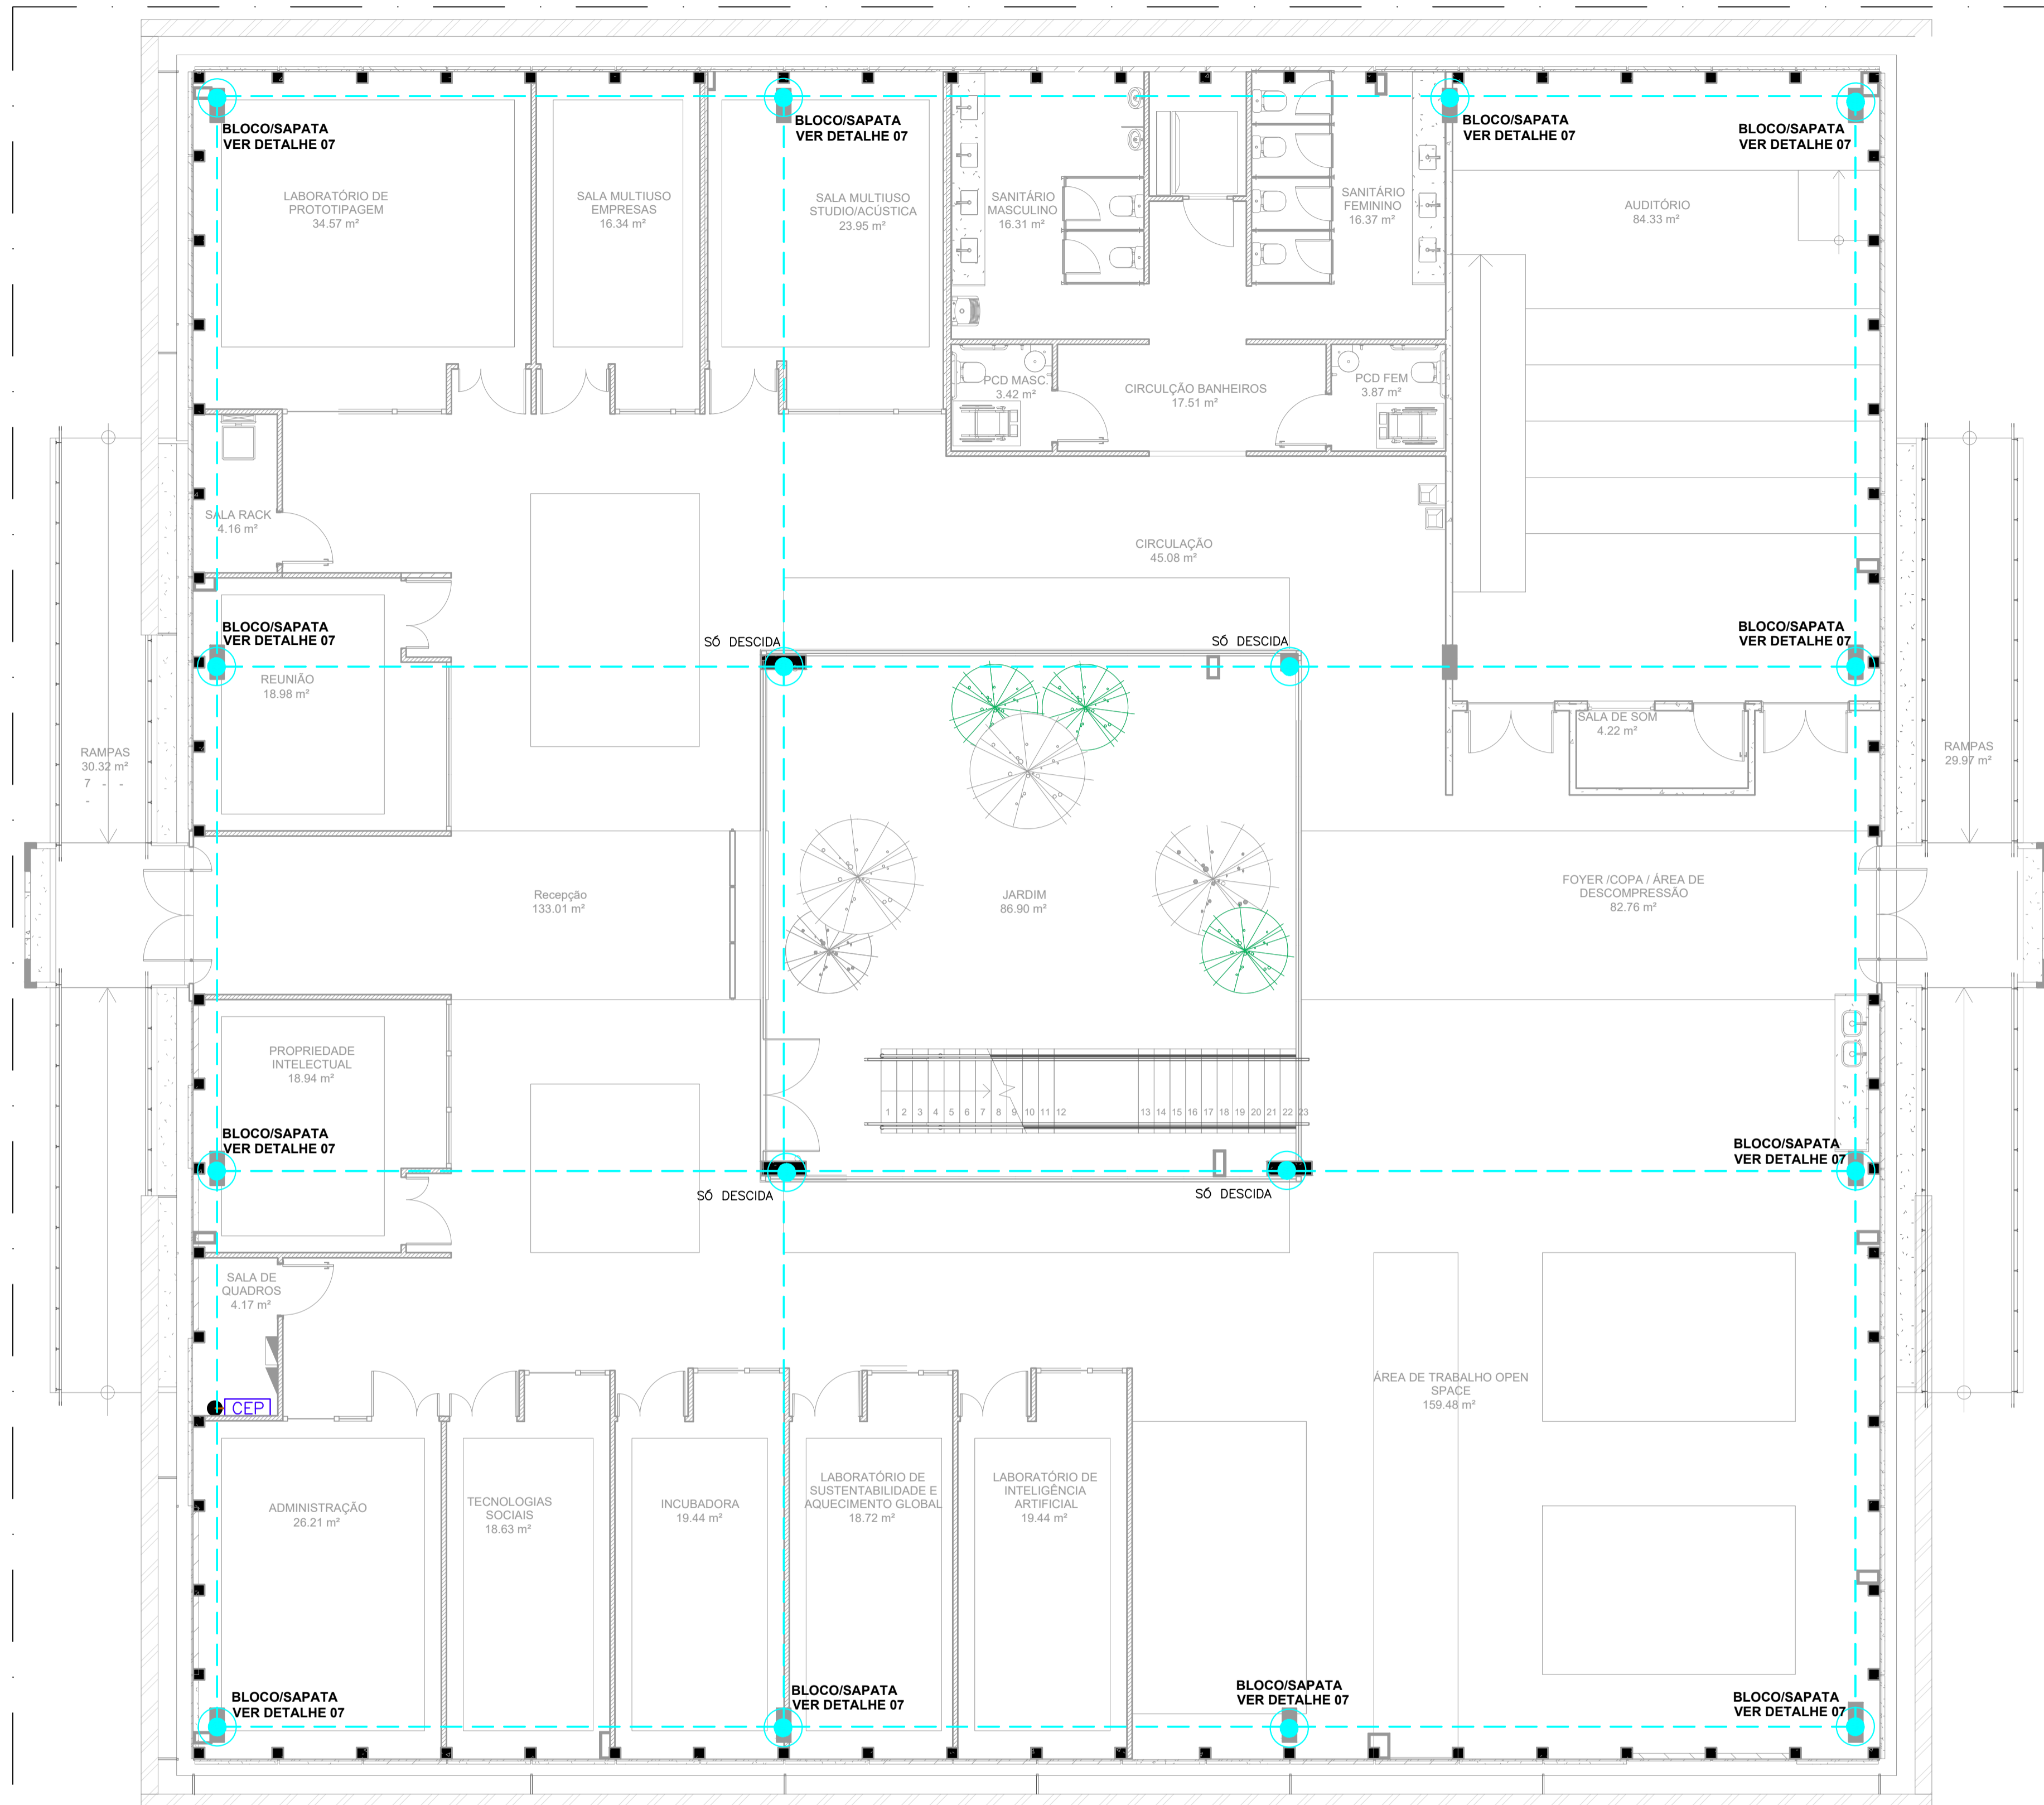 BLOCO/SAPATA
VER DETALHE 07
BLOCO/SAPATA
VER DETALHE 07
BLOCO/SAPATA
VER DETALHE 07
BLOCO/SAPATA
VER DETALHE 07
LABORATÓRIO DE
PROTOTIPAGEM
34.57 m²
SALA MULTIUSO
EMPRESAS
16.34 m²
SALA MULTIUSO
STUDIO/ACÚSTICA
23.95 m²
SANITÁRIO
MASCULINO
16.31 m²
SANITÁRIO
FEMININO
16.37 m²
AUDITÓRIO
84.33 m²
PCD MASC.
3.42 m²
CIRCULÇÃO BANHEIROS
17.51 m²
PCD FEM
3.87 m²
SALA RACK
4.16 m²
CIRCULAÇÃO
45.08 m²
BLOCO/SAPATA
VER DETALHE 07
SÓ DESCIDA
SÓ DESCIDA
BLOCO/SAPATA
VER DETALHE 07
REUNIÃO
18.98 m²
SALA DE SOM
4.22 m²
RAMPAS
30.32 m²
7 - -
-
RAMPAS
29.97 m²
Recepção
133.01 m²
JARDIM
86.90 m²
FOYER /COPA / ÁREA DE
DESCOMPRESSÃO
82.76 m²
PROPRIEDADE
INTELECTUAL
18.94 m²
1 2 3 4 5 6 7 8 9 10 11 12 13 14 15 16 17 18 19 20 21 22 23
BLOCO/SAPATA
VER DETALHE 07
BLOCO/SAPATA
VER DETALHE 07
SÓ DESCIDA
SÓ DESCIDA
SALA DE
QUADROS
4.17 m²
CEP
ÁREA DE TRABALHO OPEN
SPACE
159.48 m²
ADMINISTRAÇÃO
26.21 m²
TECNOLOGIAS
SOCIAIS
18.63 m²
INCUBADORA
19.44 m²
LABORATÓRIO DE
SUSTENTABILIDADE E
AQUECIMENTO GLOBAL
18.72 m²
LABORATÓRIO DE
INTELIGÊNCIA
ARTIFICIAL
19.44 m²
BLOCO/SAPATA
VER DETALHE 07
BLOCO/SAPATA
VER DETALHE 07
BLOCO/SAPATA
VER DETALHE 07
BLOCO/SAPATA
VER DETALHE 07